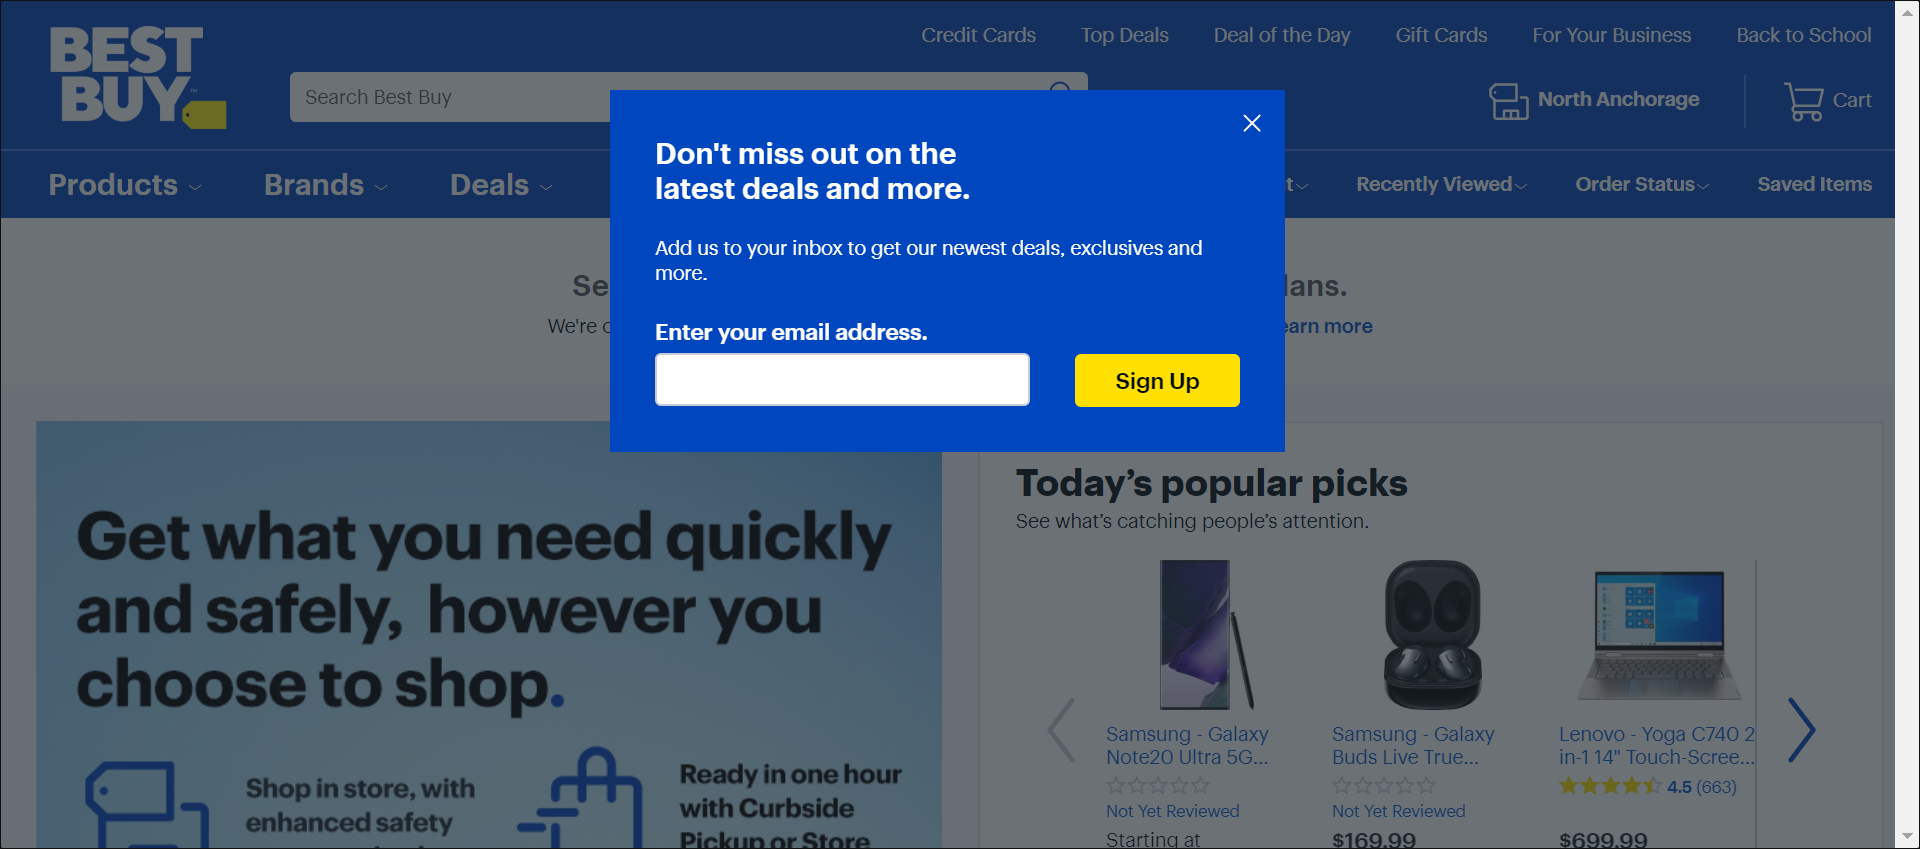 BEST
BUY™
Credit Cards
Top Deals
Deal of the Day
Gift Cards
For Your Business
Back to School
Search Best Buy
North Anchorage
Cart
Products
Brands
Deals
t
Recently Viewed
Order Status
Saved Items
Don't miss out on the
latest deals and more.
Add us to your inbox to get our newest deals, exclusives and
more.
Enter your email address.
Sign Up
Se
lans.
We're
earn more
Get what you need quickly
and safely, however you
choose to shop.
Shop in store, with
enhanced safety
Ready in one hour
with Curbside
Pickup or Store
Today's popular picks
See what's catching people's attention.
Samsung - Galaxy
Note20 Ultra 5G...
Not Yet Reviewed
Starting at
Samsung - Galaxy
Buds Live True...
Not Yet Reviewed
$169.99
Lenovo - Yoga C740 2
in-1 14" Touch-Scree...
4.5 (663)
$699.99